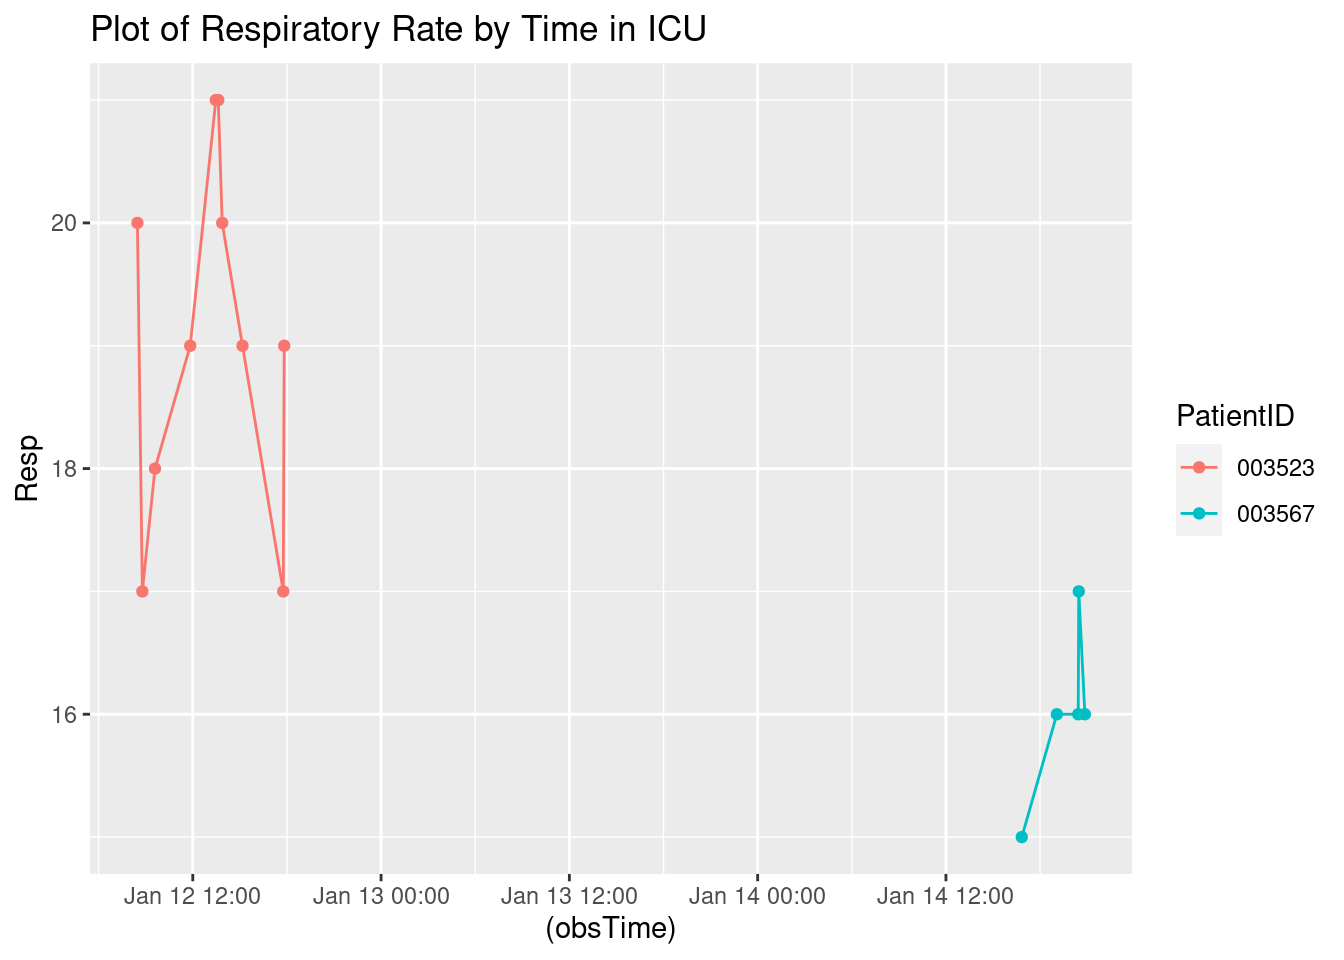 Plot of Respiratory Rate by Time in ICU
20
18
16
Resp
Jan 12 12:00 Jan 13 00:00 Jan 13 12:00 Jan 14 00:00 Jan 14 12:00
(obsTime)
PatientID
003523
003567